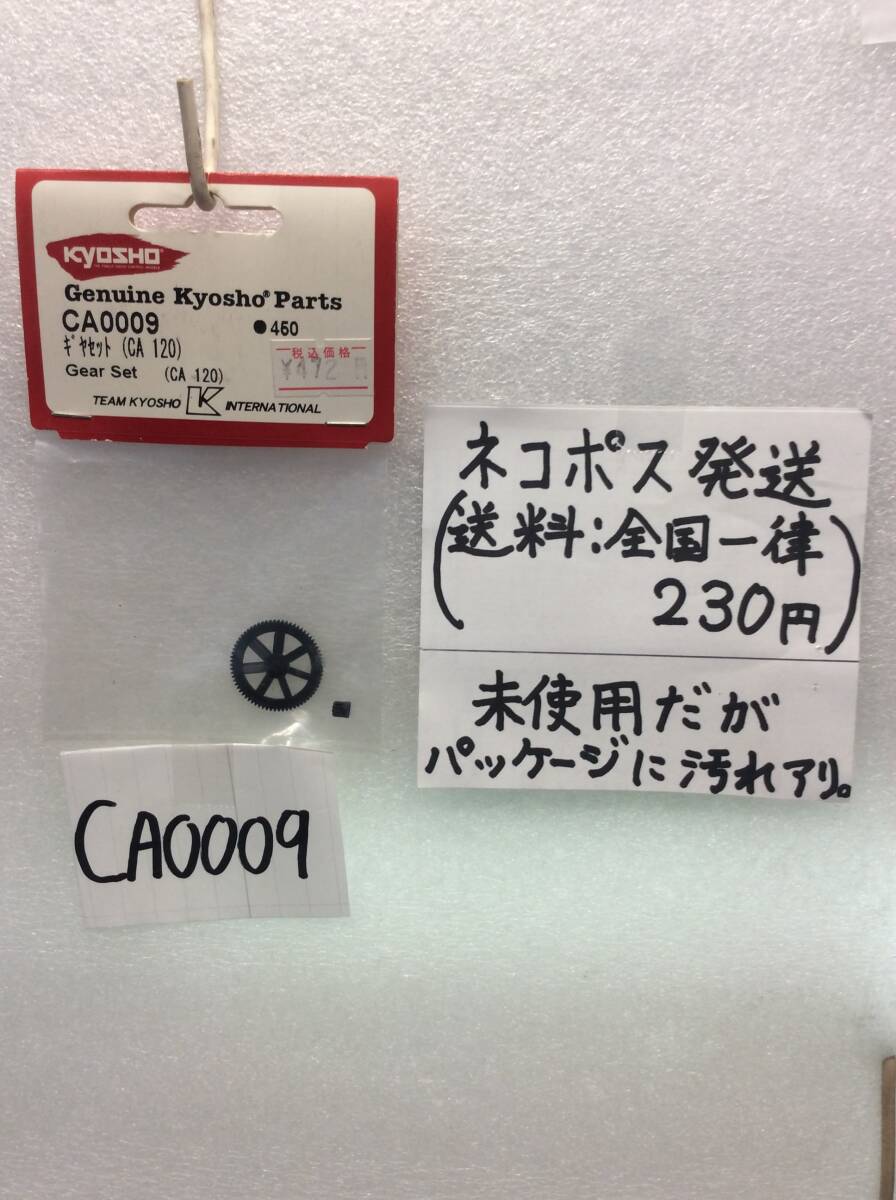 KYOSHO
Genuine Kyosho® Parts
CA0009 ●450
ギヤセット (CA 120)
税込価格
¥472 円
Gear Set (CA 120)
TEAM KYOSHO K INTERNATIONAL
ネコポス発送
(送料:全国一律
230円)
未使用だが
パッケージに汚れアリ。
CA0009